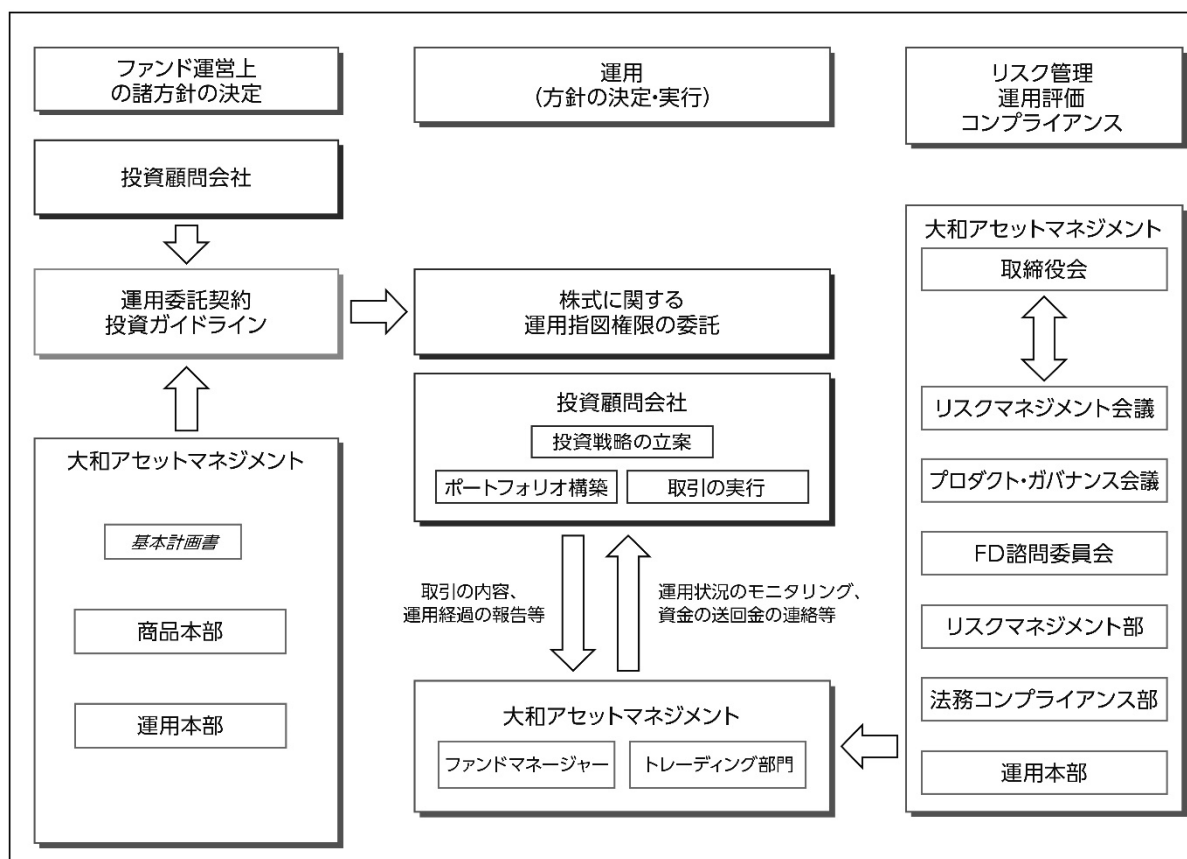 ファンド運営上
の諸方針の決定
運用
(方針の決定・実行)
リスク管理
運用評価
コンプライアンス
投資顧問会社
運用委託契約
投資ガイドライン
株式に関する
運用指図権限の委託
大和アセットマネジメント
基本計画書
商品本部
運用本部
投資顧問会社
投資戦略の立案
ポートフォリオ構築
取引の実行
取引の内容、
運用経過の報告等
運用状況のモニタリング、
資金の送回金の連絡等
大和アセットマネジメント
ファンドマネージャー
トレーディング部門
大和アセットマネジメント
取締役会
リスクマネジメント会議
プロダクト・ガバナンス会議
FD諮問委員会
リスクマネジメント部
法務コンプライアンス部
運用本部